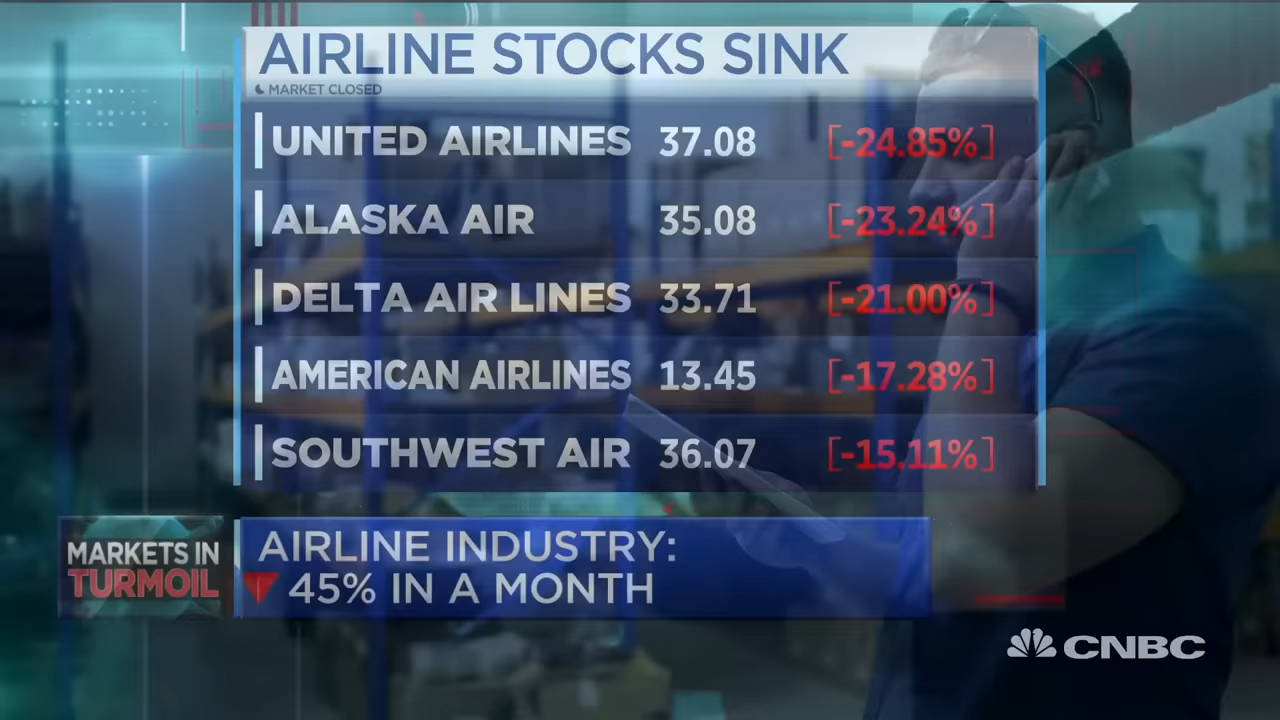 AIRLINE STOCKS SINK
MARKET CLOSED
UNITED AIRLINES 37.08 [-24.85%]
ALASKA AIR 35.08 [-23.24%]
DELTA AIR LINES 33.71 [-21.00%]
AMERICAN AIRLINES 13.45 [-17.28%]
SOUTHWEST AIR 36.07 [-15.11%]
MARKETS IN
TURMOIL
AIRLINE INDUSTRY:
▼ 45% IN A MONTH
CNBC